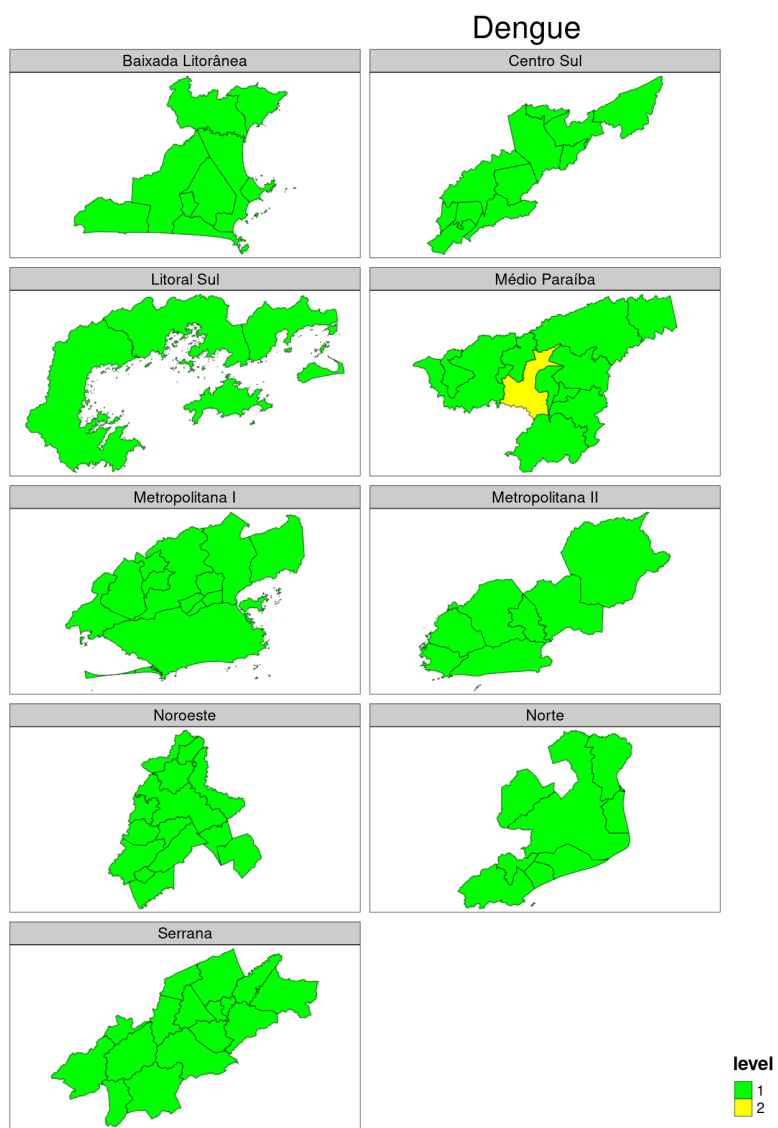 Dengue
Baixada Litorânea
Centro Sul
Litoral Sul
Médio Paraíba
Metropolitana I
Metropolitana II
Noroeste
Norte
Serrana
level
1
2